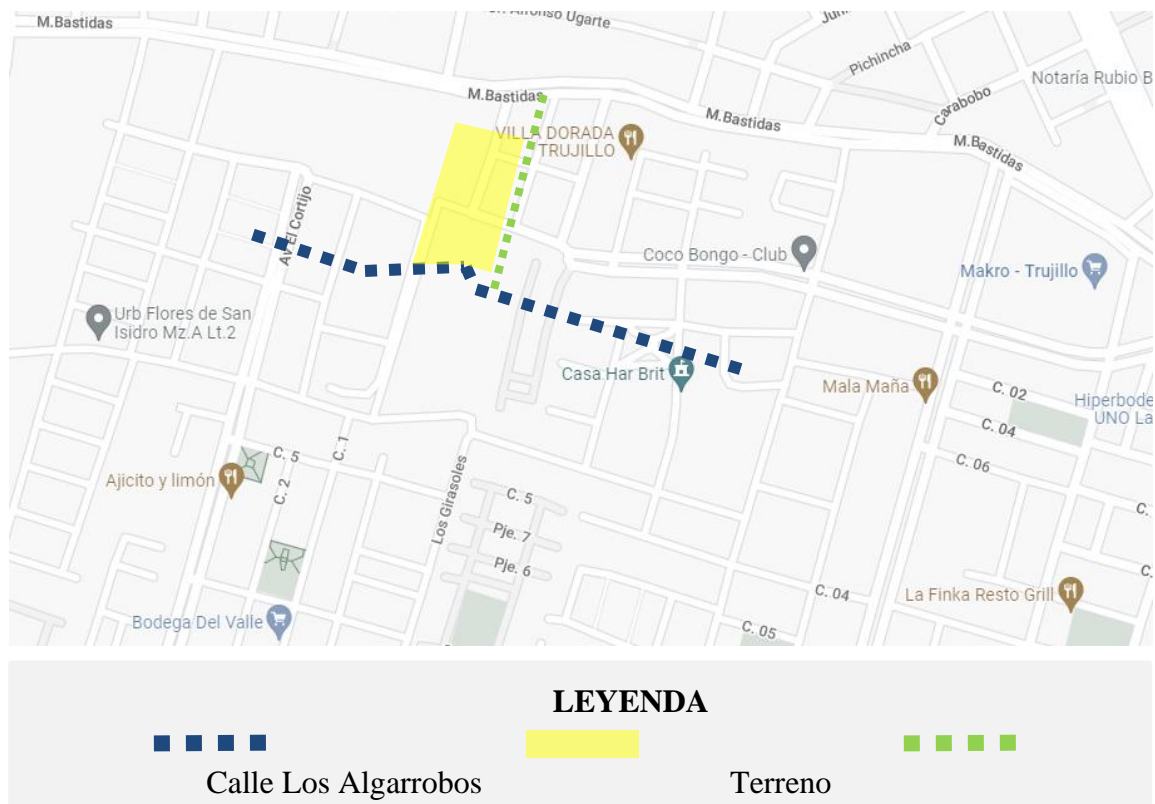 M.Bastidas
Alfonso Ugarte
Pichincha
Notaría Rubio B
M.Bastidas
Carabobo
M.Bastidas
VILLA DORADA
TRUJILLO
M.Bastidas
Av El Cortijo
Coco Bongo - Club
Makro - Trujillo
Urb Flores de San
Isidro Mz.A Lt.2
Casa Har Brit
Mala Maña
C. 02
Hiperbode
UNO La
C. 04
C. 1
C. 5
C. 06
Ajicito y limón
C. 2
Los Girasoles
C. 5
C.
Pje. 7
Pje. 6
C.
C. 04
La Finka Resto Grill
Bodega Del Valle
C. 05
LEYENDA
Calle Los Algarrobos Terreno